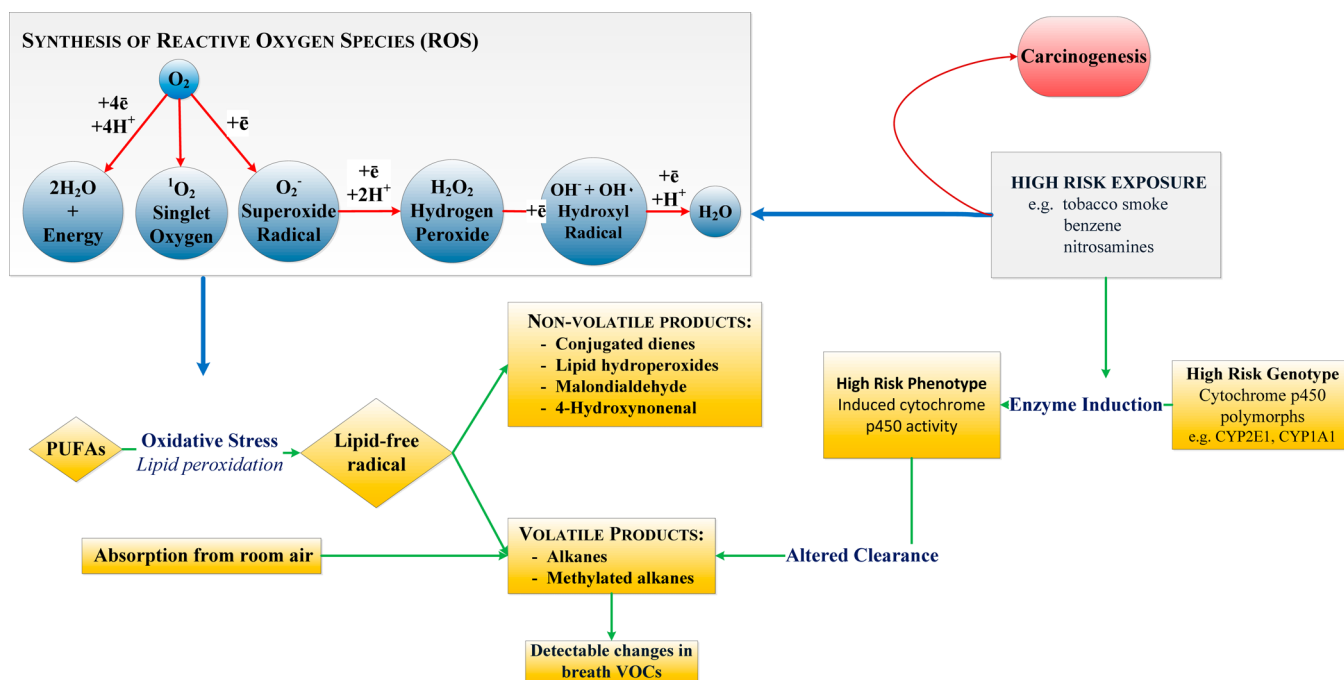 SYNTHESIS OF REACTIVE OXYGEN SPECIES (ROS)
O₂
+4ē
+4H⁺
+ē
2H₂O
+
Energy
¹O₂
Singlet
Oxygen
O₂⁻
Superoxide
Radical
+ē
+2H⁺
H₂O₂
Hydrogen
Peroxide
+ē
OH⁻ + OH·
Hydroxyl
Radical
+ē
+H⁺
H₂O
Carcinogenesis
HIGH RISK EXPOSURE
e.g. tobacco smoke
benzene
nitrosamines
NON-VOLATILE PRODUCTS:
- Conjugated dienes
- Lipid hydroperoxides
- Malondialdehyde
- 4-Hydroxynonenal
High Risk Phenotype
Induced cytochrome
p450 activity
Enzyme Induction
High Risk Genotype
Cytochrome p450
polymorphs
e.g. CYP2E1, CYP1A1
PUFAs
Oxidative Stress
Lipid peroxidation
Lipid-free
radical
Absorption from room air
VOLATILE PRODUCTS:
- Alkanes
- Methylated alkanes
Altered Clearance
Detectable changes in
breath VOCs